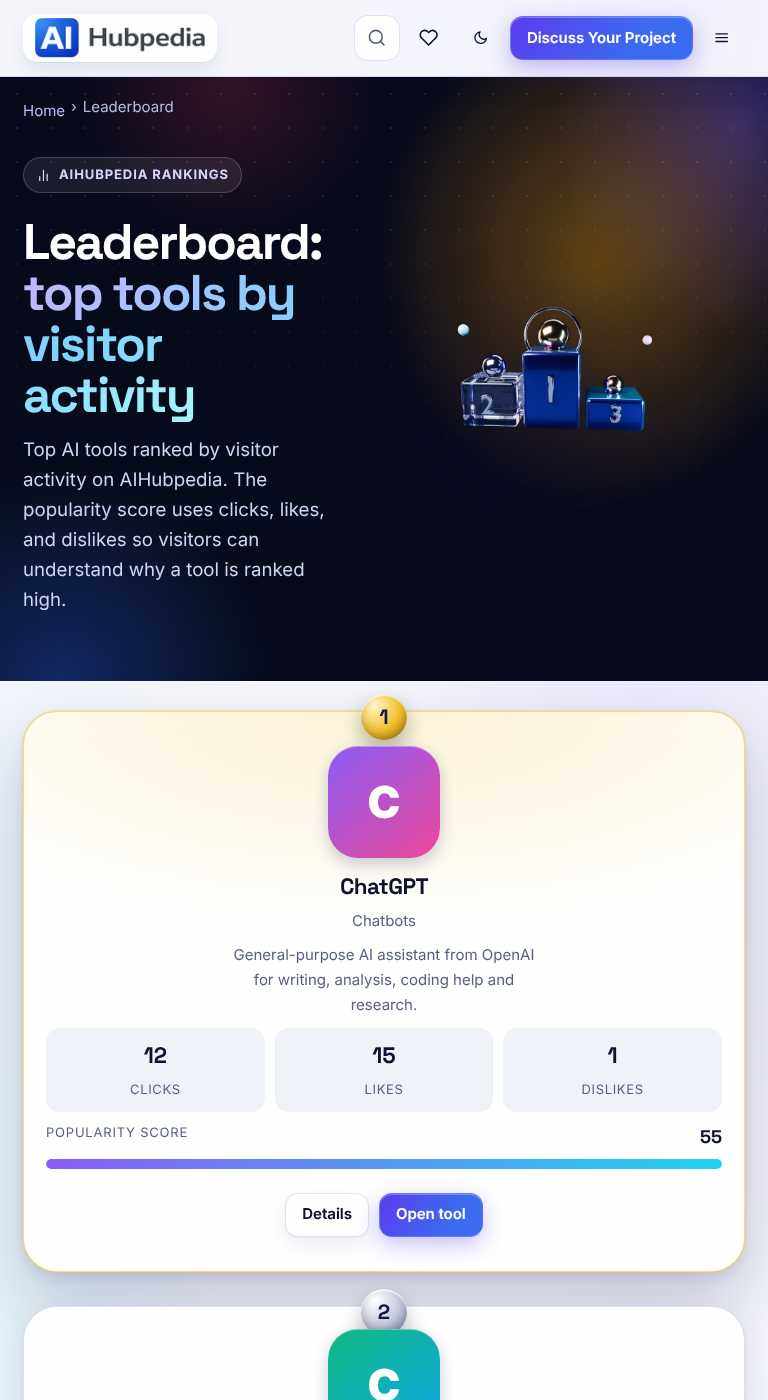 AI Hubpedia
Discuss Your Project
Home › Leaderboard
AIHUBPEDIA RANKINGS
Leaderboard:
top tools by
visitor
activity
Top AI tools ranked by visitor
activity on AIHubpedia. The
popularity score uses clicks, likes,
and dislikes so visitors can
understand why a tool is ranked
high.
2 1 3
1
C
ChatGPT
Chatbots
General-purpose AI assistant from OpenAI
for writing, analysis, coding help and
research.
12 15 1
CLICKS LIKES DISLIKES
POPULARITY SCORE 55
Details Open tool
2
C